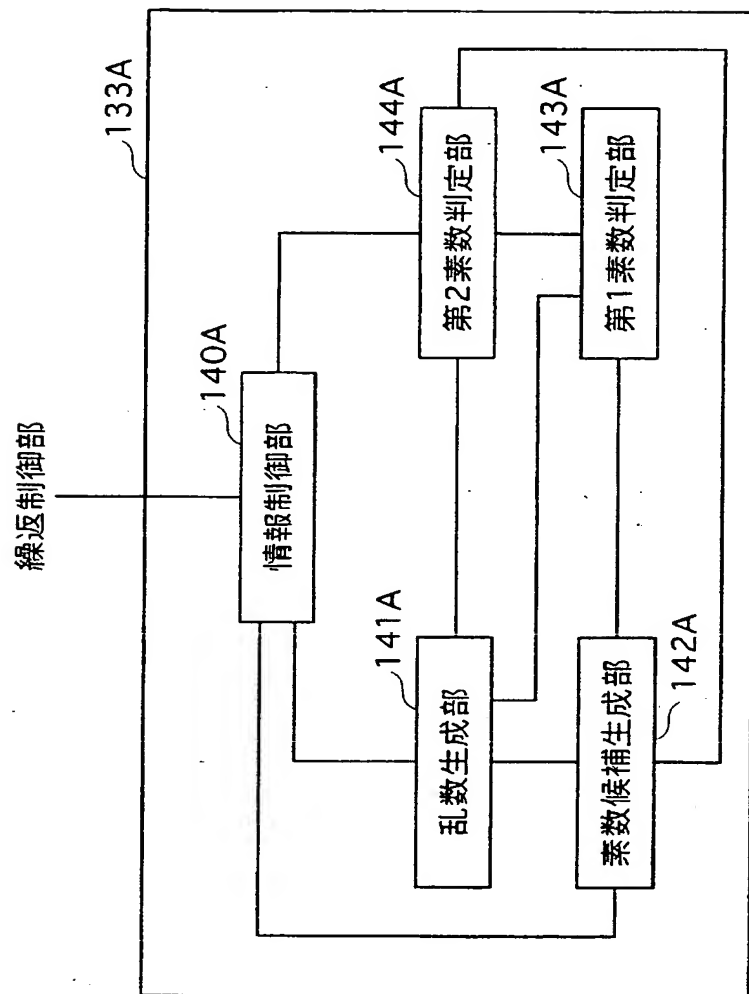 繰返制御部
133A
140A
情報制御部
141A
乱数生成部
144A
第2素数判定部
素数候補生成部
142A
143A
第1素数判定部